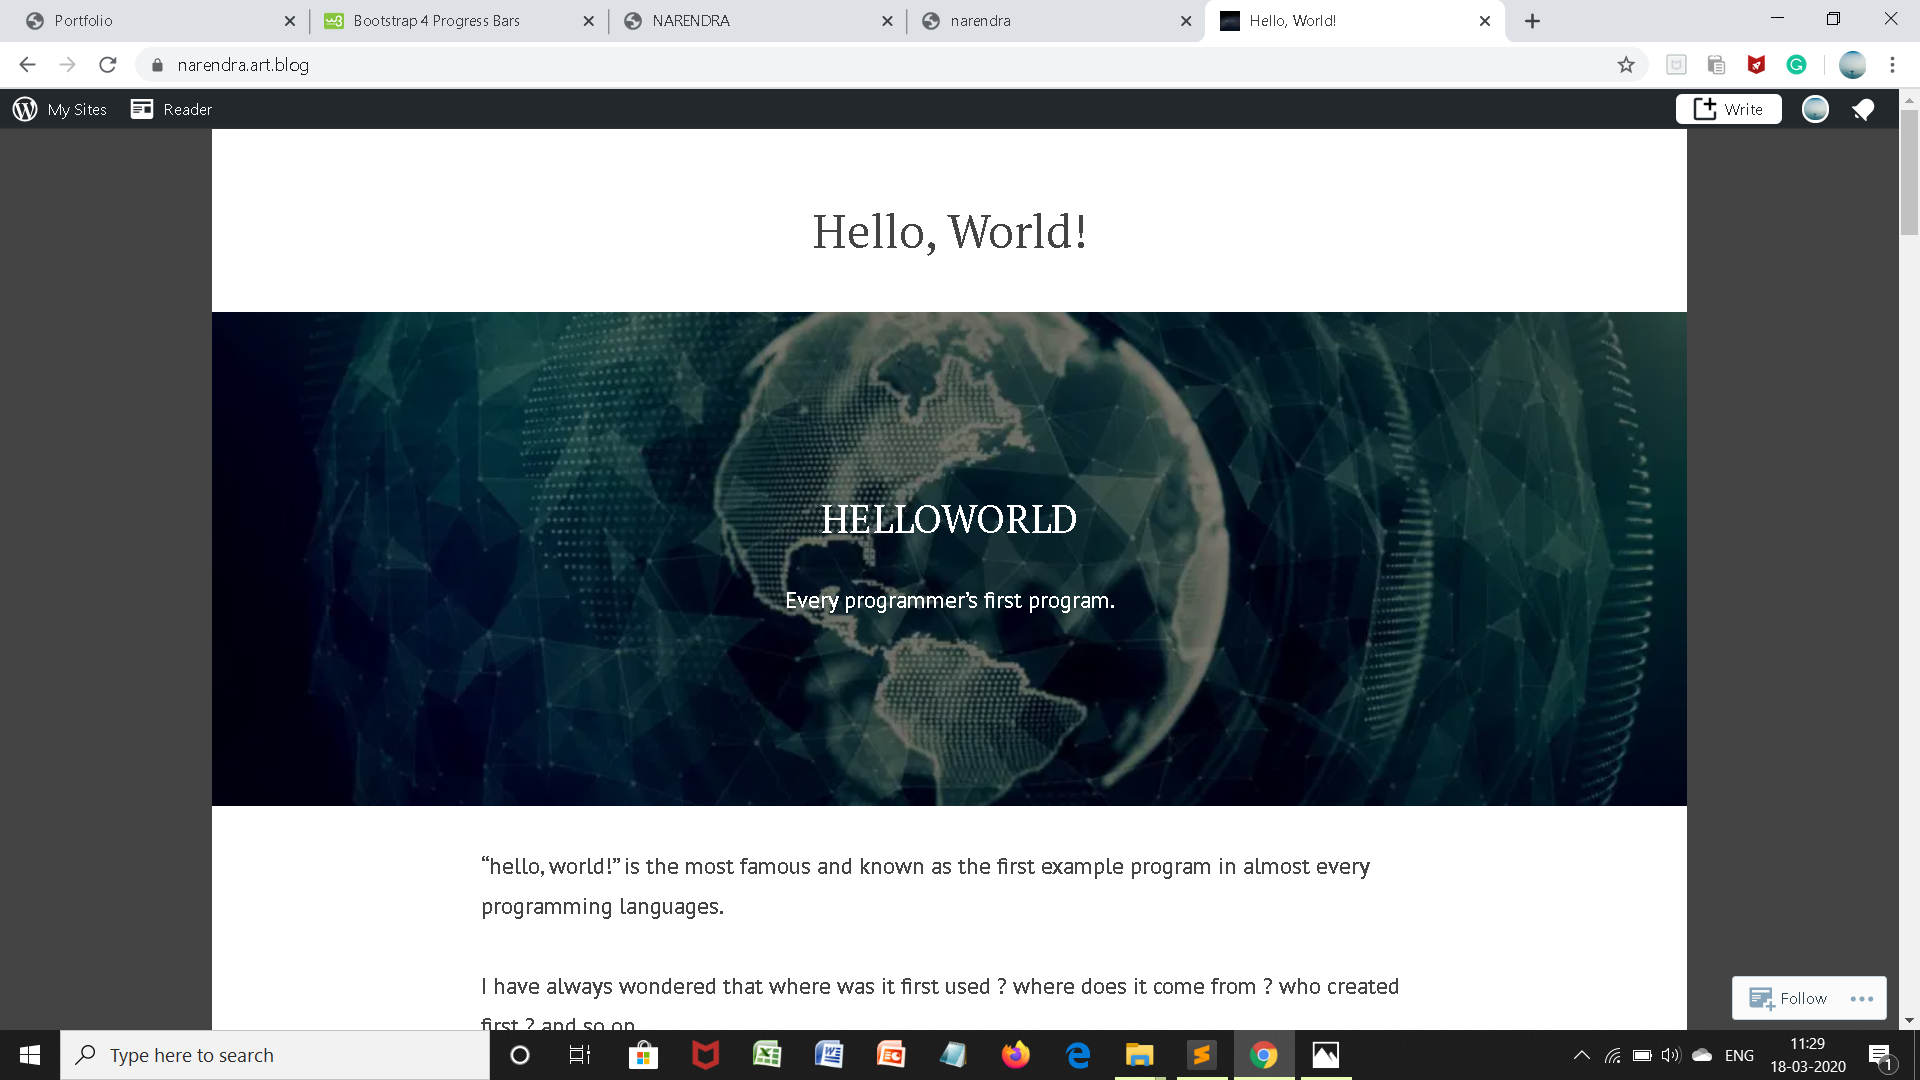 Portfolio
Bootstrap 4 Progress Bars
NARENDRA
narendra
Hello, World!
narendra.art.blog
My Sites
Reader
Write
Hello, World!
HELLOWORLD
Every programmer’s first program.
“hello, world!” is the most famous and known as the first example program in almost every
programming languages.
I have always wondered that where was it first used ? where does it come from ? who created
first ? and so on
Follow
Type here to search
ENG
11:29
18-03-2020
1